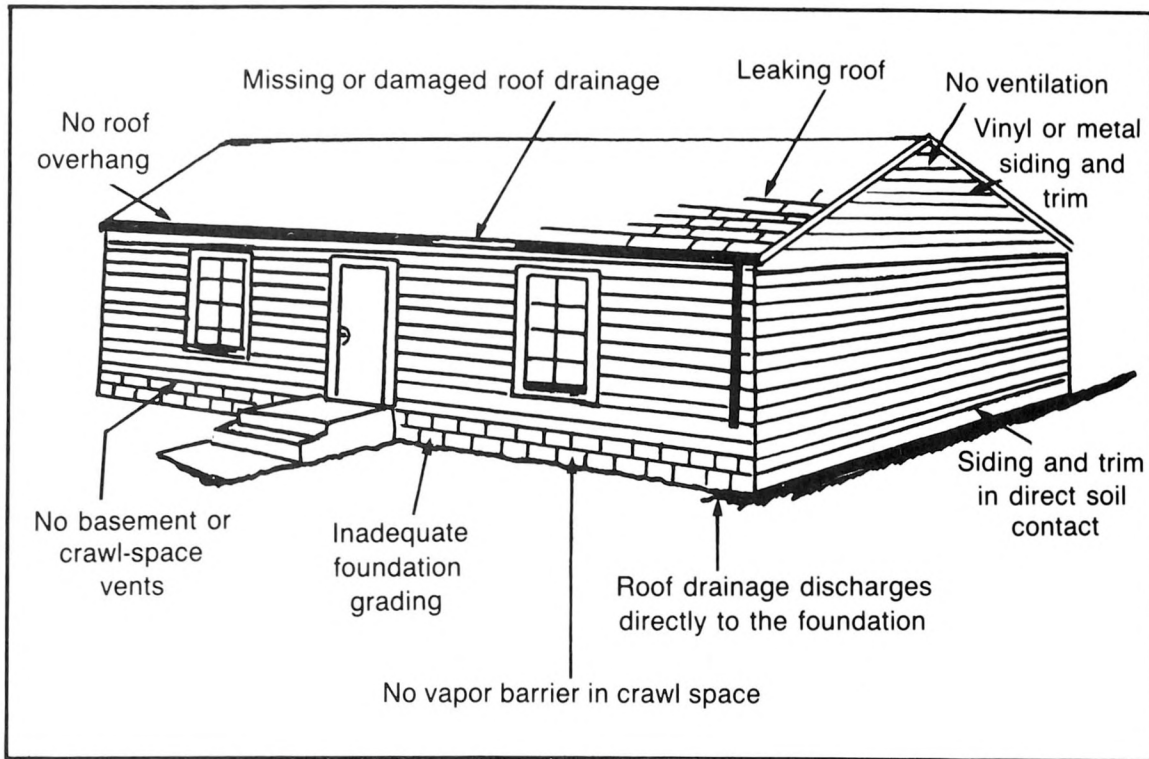 Missing or damaged roof drainage
Leaking roof
No ventilation
No roof
overhang
Vinyl or metal
siding and
trim
No basement or
crawl-space
vents
Inadequate
foundation
grading
Siding and trim
in direct soil
contact
Roof drainage discharges
directly to the foundation
No vapor barrier in crawl space